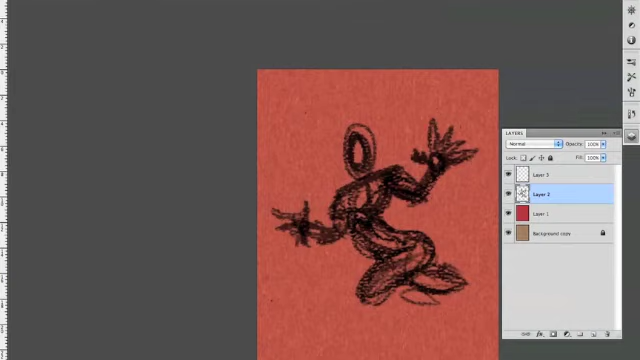 LAYERS
Normal Opacity: 100%
Lock: Fill: 100%
Layer 3
Layer 2
Layer 1
Background copy